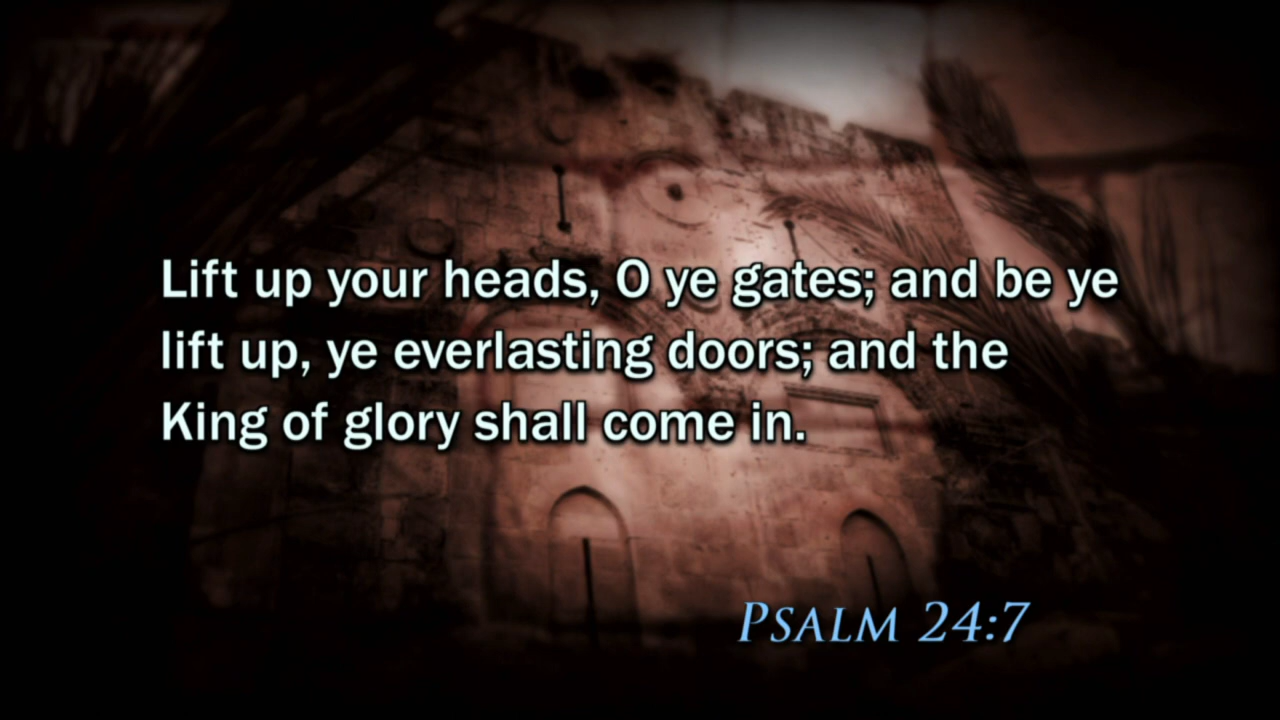 Lift up your heads, O ye gates; and be ye
lift up, ye everlasting doors; and the
King of glory shall come in.
PSALM 24:7